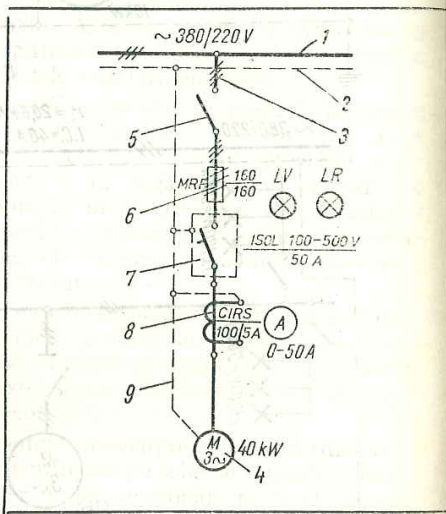 ~380/220 V
1
2
3
5
MRF 160/160 LV LR
6
ISOL 100-500 V
50 A
7
8 CIRS A
100/5A
0-50A
9
M 40 kW
3~ 4